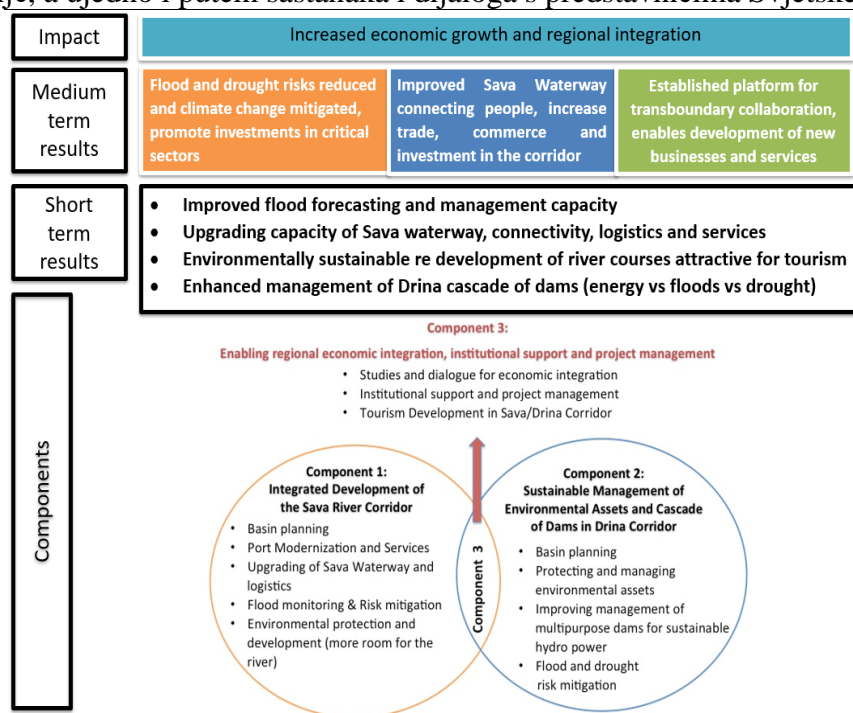 je, a ujedno i putem sastanaka i dijaloga s predstavnicima Svjetske
Impact
Increased economic growth and regional integration
Medium
term
results
Flood and drought risks reduced
and climate change mitigated,
promote investments in critical
sectors
Improved Sava Waterway
connecting people, increase
trade, commerce and
investment in the corridor
Established platform for
transboundary collaboration,
enables development of new
businesses and services
Short
term
results
• Improved flood forecasting and management capacity
• Upgrading capacity of Sava waterway, connectivity, logistics and services
• Environmentally sustainable re development of river courses attractive for tourism
• Enhanced management of Drina cascade of dams (energy vs floods vs drought)
Components
Component 3:
Enabling regional economic integration, institutional support and project management
• Studies and dialogue for economic integration
• Institutional support and project management
• Tourism Development in Sava/Drina Corridor
Component 1:
Integrated Development of
the Sava River Corridor
• Basin planning
• Port Modernization and Services
• Upgrading of Sava Waterway and
logistics
• Flood monitoring & Risk mitigation
• Environmental protection and
development (more room for the
river)
Component 3
Component 2:
Sustainable Management of
Environmental Assets and Cascade
of Dams in Drina Corridor
• Basin planning
• Protecting and managing
environmental assets
• Improving management of
multipurpose dams for sustainable
hydro power
• Flood and drought
risk mitigation